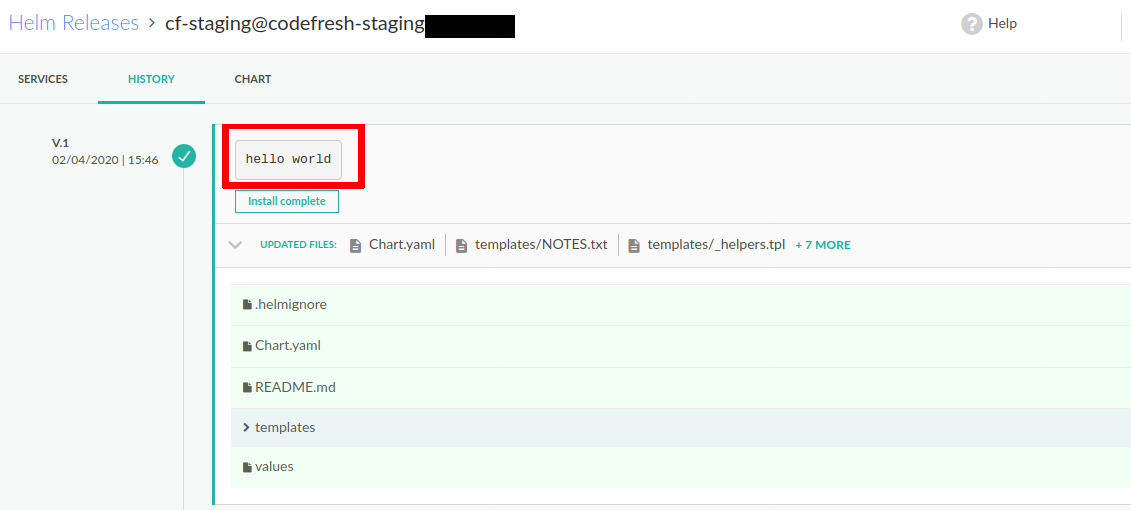 Helm Releases > cf-staging@codefresh-staging
Help
SERVICES HISTORY CHART
V.1
02/04/2020 | 15:46
hello world
Install complete
UPDATED FILES: Chart.yaml templates/NOTES.txt templates/_helpers.tpl + 7 MORE
.helmignore
Chart.yaml
README.md
templates
values